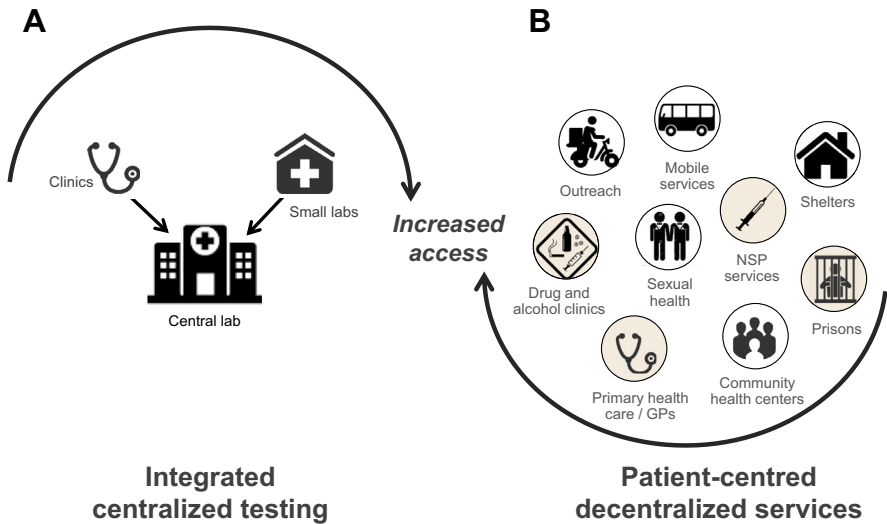 A
Clinics
Small labs
Central lab
Integrated
centralized testing
Increased
access
B
Outreach
Mobile
services
Shelters
Drug and
alcohol clinics
Sexual
health
NSP
services
Prisons
Primary health
care / GPs
Community
health centers
Patient-centred
decentralized services